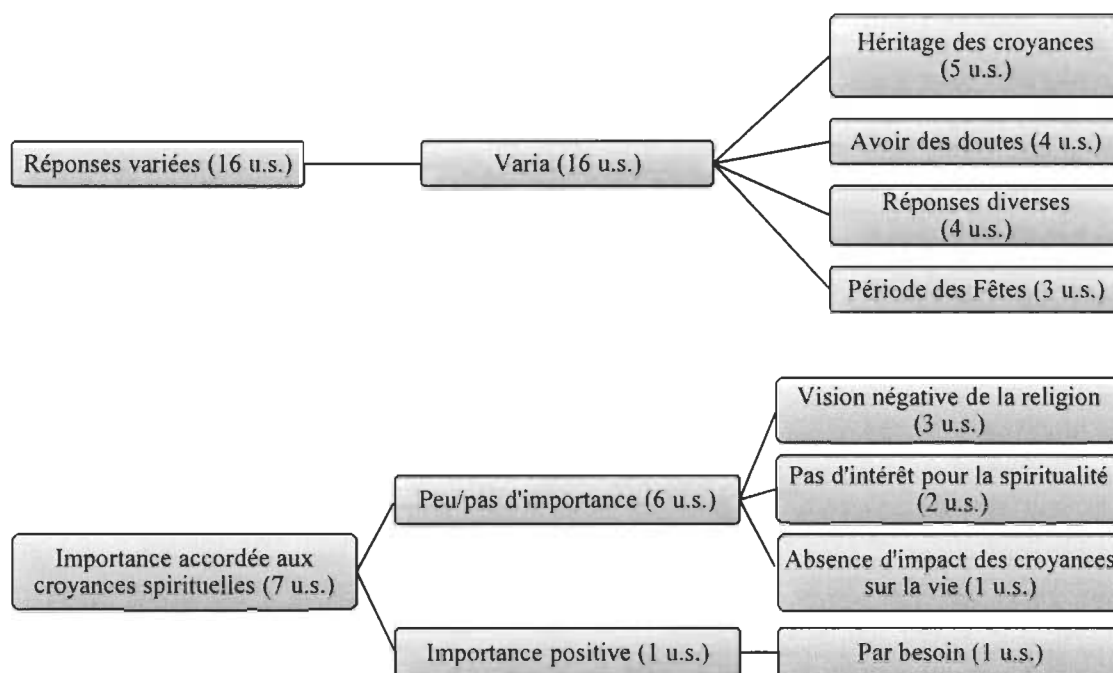 Réponses variées (16 u.s.)
Varia (16 u.s.)
Héritage des croyances
(5 u.s.)
Avoir des doutes (4 u.s.)
Réponses diverses
(4 u.s.)
Période des Fêtes (3 u.s.)
Importance accordée aux
croyances spirituelles (7 u.s.)
Peu/pas d'importance (6 u.s.)
Vision négative de la religion
(3 u.s.)
Pas d'intérêt pour la spiritualité
(2 u.s.)
Absence d'impact des croyances
sur la vie (1 u.s.)
Importance positive (1 u.s.)
Par besoin (1 u.s.)